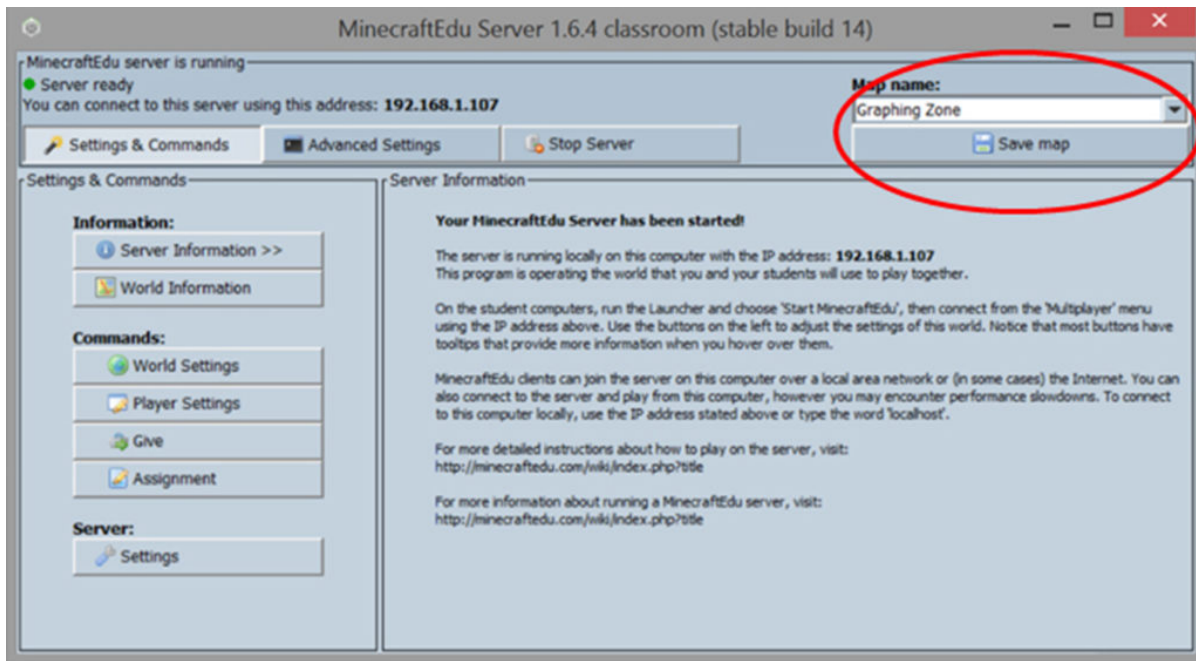 MinecraftEdu Server 1.6.4 classroom (stable build 14)
MinecraftEdu server is running
Server ready
You can connect to this server using this address: 192.168.1.107
Map name:
Graphing Zone
Settings & Commands
Advanced Settings
Stop Server
Save map
Settings & Commands
Information:
Server Information >>
World Information
Commands:
World Settings
Player Settings
Give
Assignment
Server:
Settings
Server Information
Your MinecraftEdu Server has been started!
The server is running locally on this computer with the IP address: 192.168.1.107
This program is operating the world that you and your students will use to play together.
On the student computers, run the Launcher and choose 'Start MinecraftEdu', then connect from the 'Multiplayer' menu
using the IP address above. Use the buttons on the left to adjust the settings of this world. Notice that most buttons have
tooltips that provide more information when you hover over them.
MinecraftEdu clients can join the server on this computer over a local area network or (in some cases) the Internet. You can
also connect to the server and play from this computer, however you may encounter performance slowdowns. To connect
to this computer locally, use the IP address stated above or type the word 'localhost'.
For more detailed instructions about how to play on the server, visit:
http://minecraftedu.com/wiki/index.php?title
For more information about running a MinecraftEdu server, visit:
http://minecraftedu.com/wiki/index.php?title